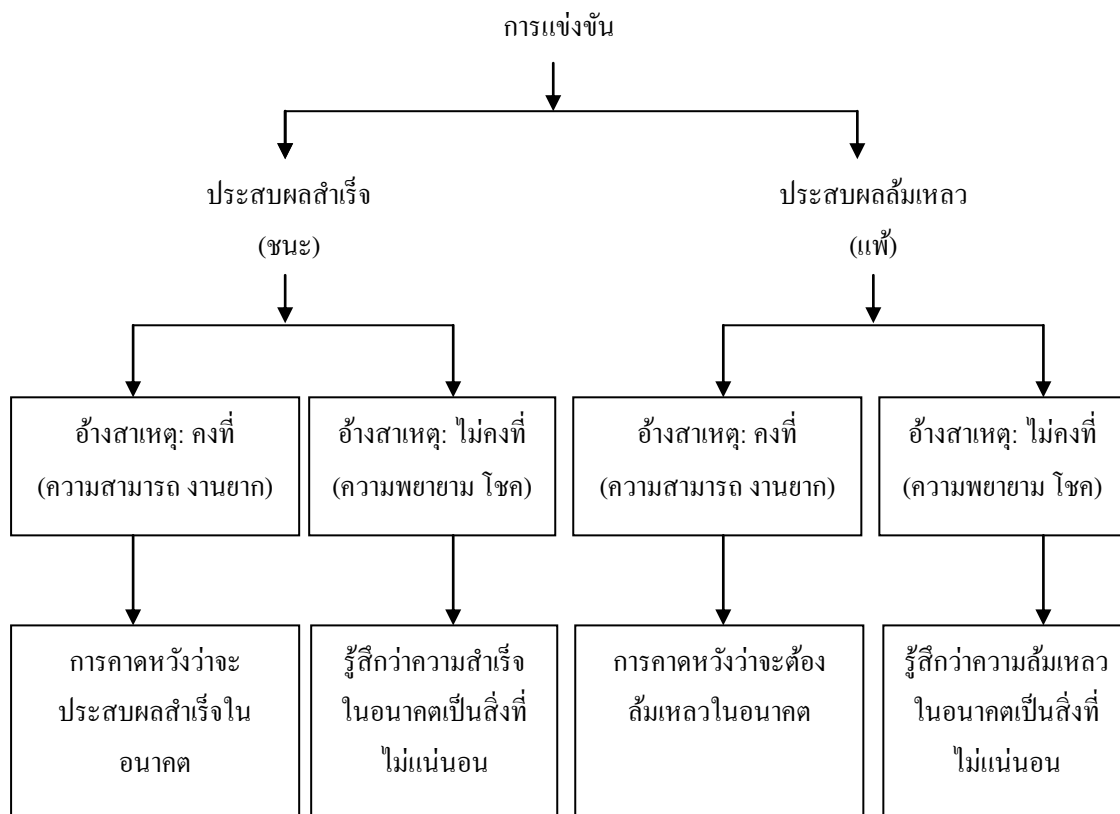 การแข่งขัน
ประสบผลสำเร็จ
(ชนะ)
ประสบผลล้มเหลว
(แพ้)
อ้างสาเหตุ: คงที่
(ความสามารถ งานยาก)
อ้างสาเหตุ: ไม่คงที่
(ความพยายาม โชค)
อ้างสาเหตุ: คงที่
(ความสามารถ งานยาก)
อ้างสาเหตุ: ไม่คงที่
(ความพยายาม โชค)
การคาดหวังว่าจะ
ประสบผลสำเร็จใน
อนาคต
รู้สึกว่าความสำเร็จ
ในอนาคตเป็นสิ่งที่
ไม่แน่นอน
การคาดหวังว่าจะต้อง
ล้มเหลวในอนาคต
รู้สึกว่าความล้มเหลว
ในอนาคตเป็นสิ่งที่
ไม่แน่นอน